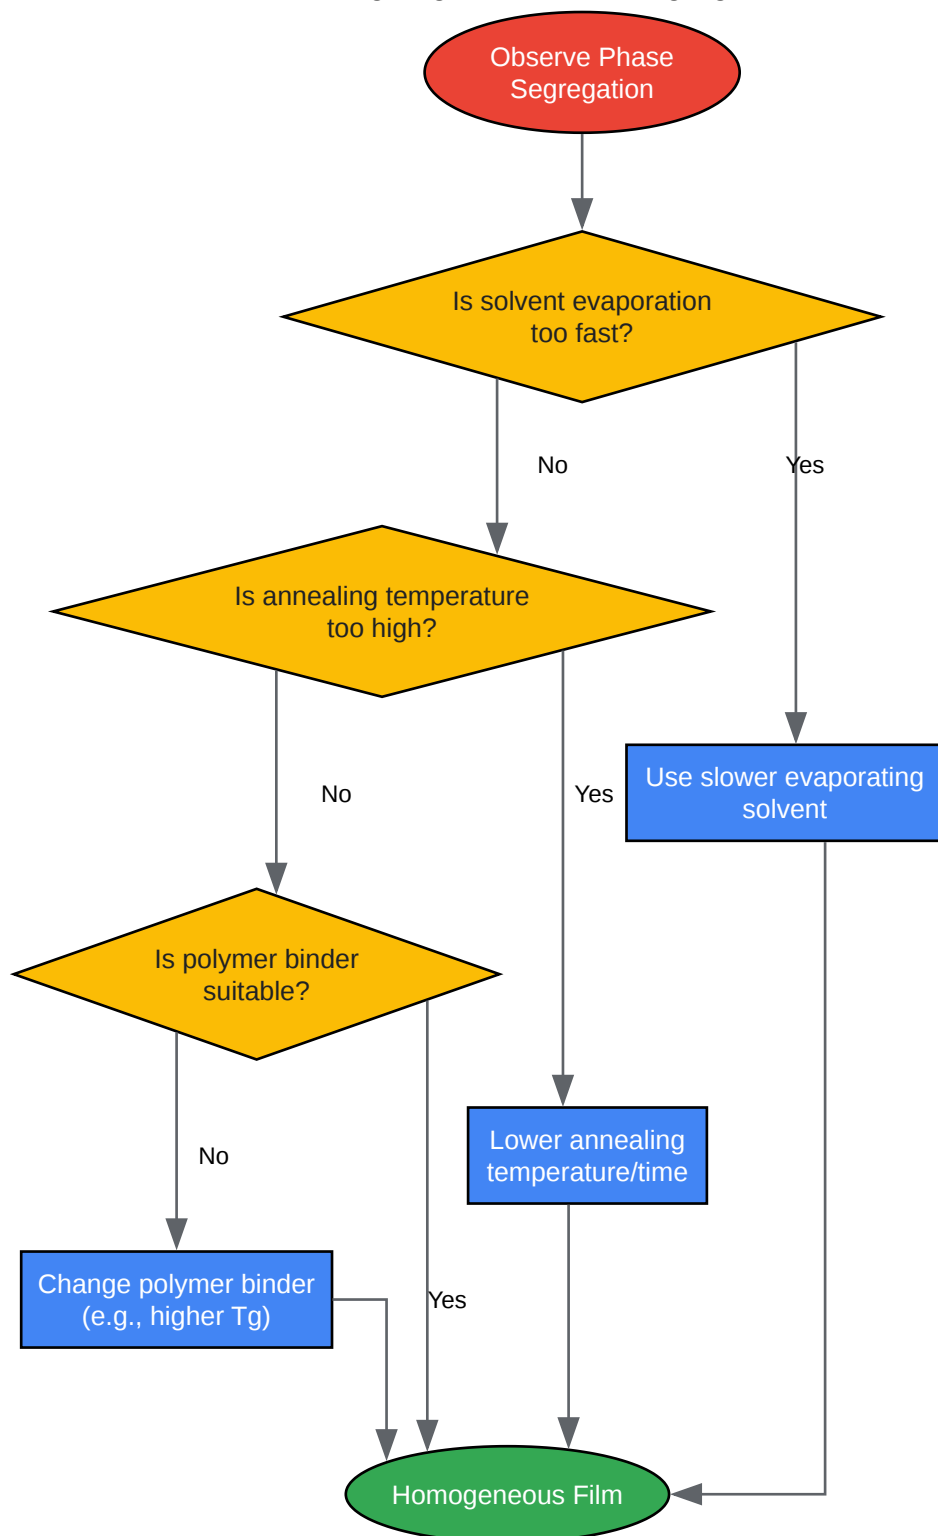 Observe Phase
Segregation
Is solvent evaporation
too fast?
No
Yes
Is annealing temperature
too high?
No
Yes
Use slower evaporating
solvent
Is polymer binder
suitable?
No
Lower annealing
temperature/time
Change polymer binder
(e.g., higher Tg)
Yes
Homogeneous Film